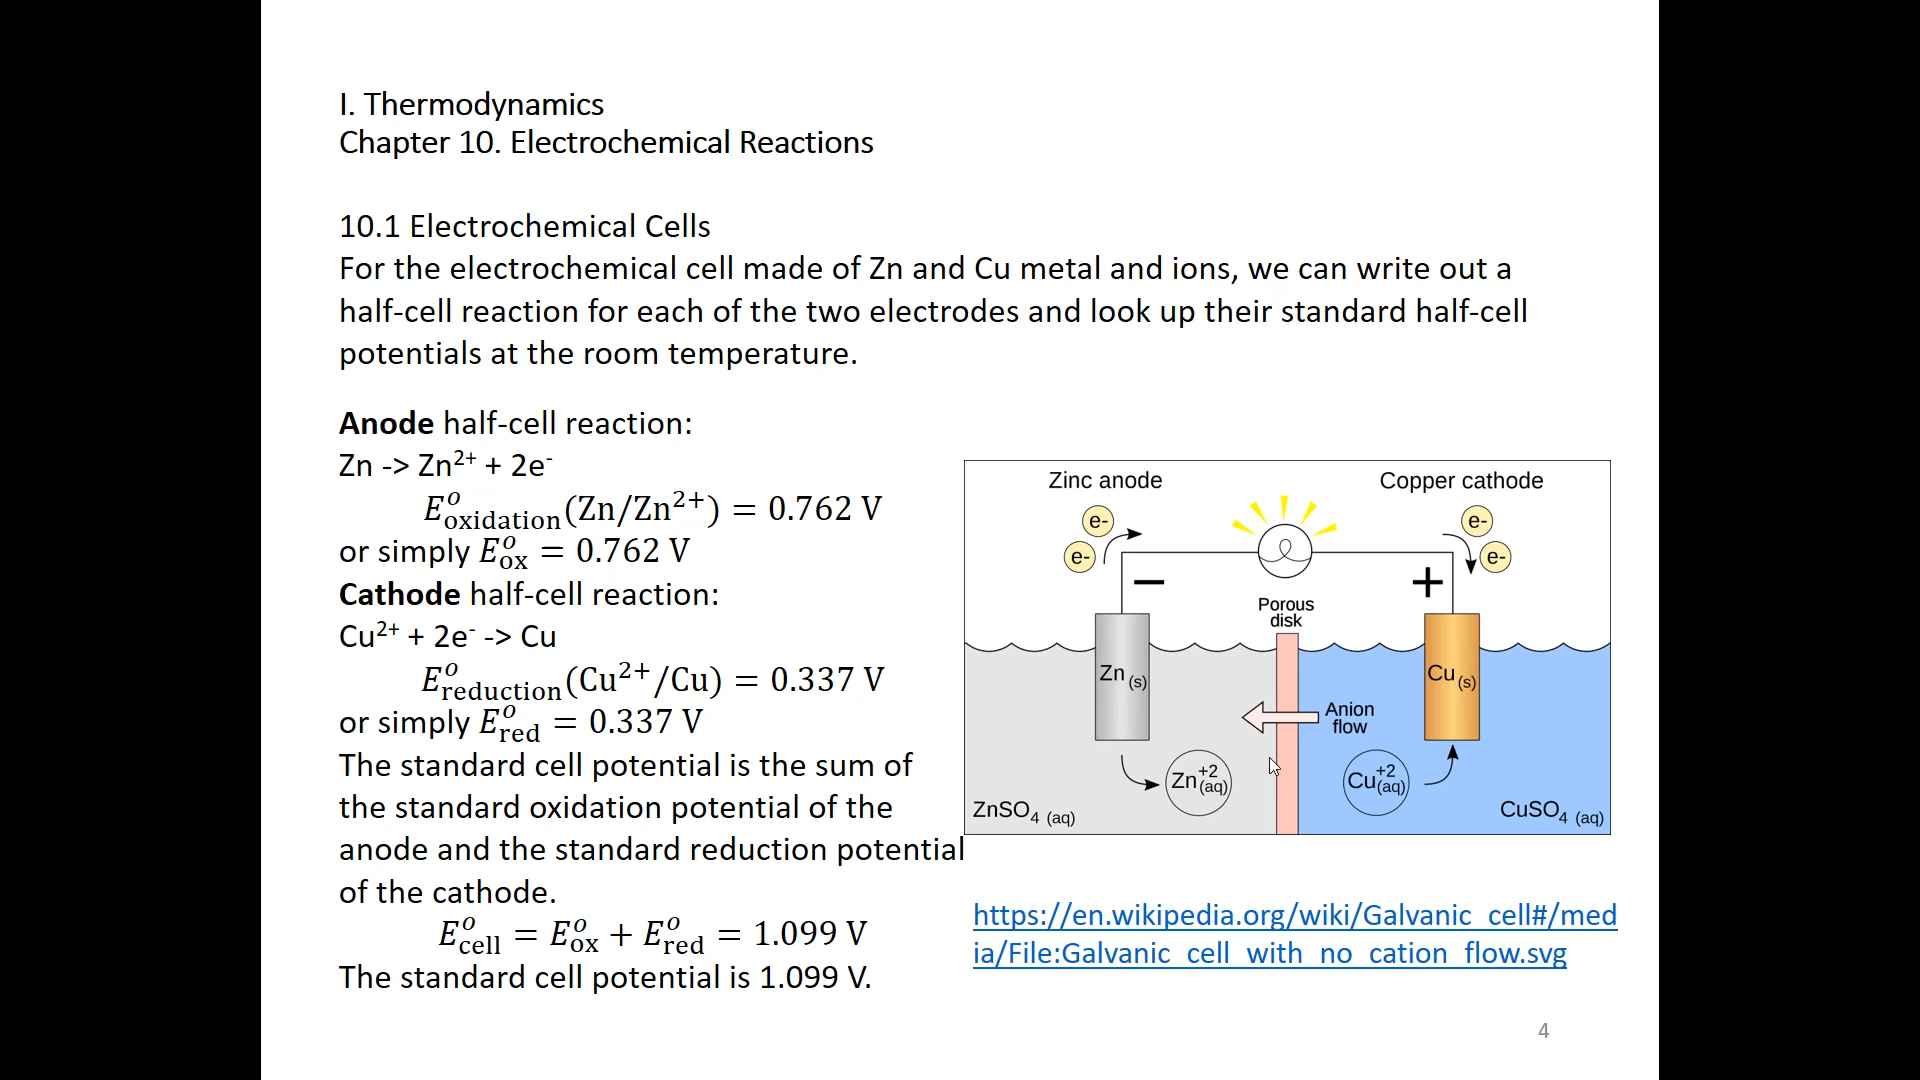 I. Thermodynamics
Chapter 10. Electrochemical Reactions
10.1 Electrochemical Cells
For the electrochemical cell made of Zn and Cu metal and ions, we can write out a
half-cell reaction for each of the two electrodes and look up their standard half-cell
potentials at the room temperature.
Anode half-cell reaction:
Zn -> Zn²⁺ + 2e⁻
E°oxidation(Zn/Zn²⁺) = 0.762 V
or simply E°ox = 0.762 V
Cathode half-cell reaction:
Cu²⁺ + 2e⁻ -> Cu
E°reduction(Cu²⁺/Cu) = 0.337 V
or simply E°red = 0.337 V
The standard cell potential is the sum of
the standard oxidation potential of the
anode and the standard reduction potential
of the cathode.
E°cell = E°ox + E°red = 1.099 V
The standard cell potential is 1.099 V.
Zinc anode
Copper cathode
e-
e-
e-
e-
−
+
Porous
disk
Zn (s)
Cu (s)
Anion
flow
Zn+2(aq)
Cu+2(aq)
ZnSO₄ (aq)
CuSO₄ (aq)
https://en.wikipedia.org/wiki/Galvanic_cell#/med
ia/File:Galvanic_cell_with_no_cation_flow.svg
4